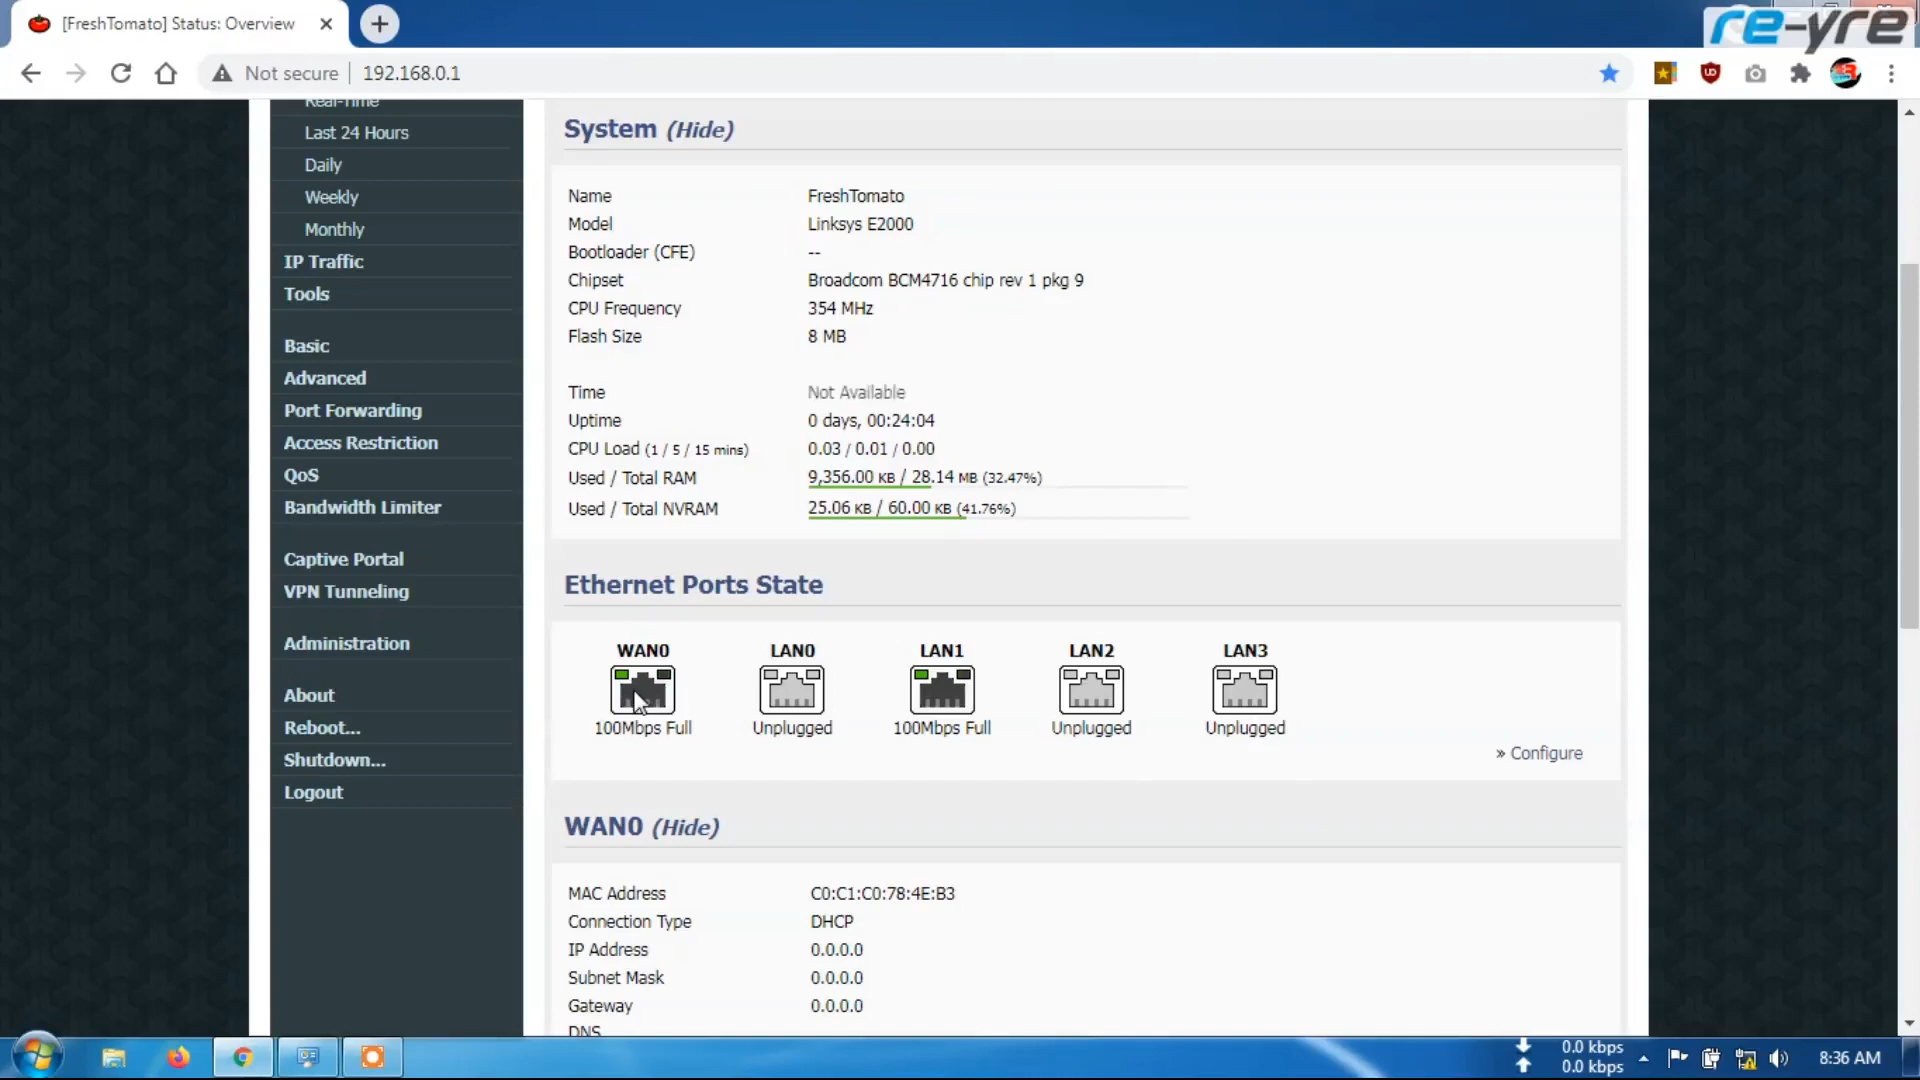 [FreshTomato] Status: Overview
re-yre
Not secure
192.168.0.1
UD
Real-Time
Last 24 Hours
Daily
Weekly
Monthly
IP Traffic
Tools
Basic
Advanced
Port Forwarding
Access Restriction
QoS
Bandwidth Limiter
Captive Portal
VPN Tunneling
Administration
About
Reboot...
Shutdown...
Logout
System (Hide)
Name FreshTomato
Model Linksys E2000
Bootloader (CFE) --
Chipset Broadcom BCM4716 chip rev 1 pkg 9
CPU Frequency 354 MHz
Flash Size 8 MB
Time Not Available
Uptime 0 days, 00:24:04
CPU Load (1 / 5 / 15 mins) 0.03 / 0.01 / 0.00
Used / Total RAM 9,356.00 KB / 28.14 MB (32.47%)
Used / Total NVRAM 25.06 KB / 60.00 KB (41.76%)
Ethernet Ports State
WAN0 LAN0 LAN1 LAN2 LAN3
100Mbps Full Unplugged 100Mbps Full Unplugged Unplugged
» Configure
WAN0 (Hide)
MAC Address C0:C1:C0:78:4E:B3
Connection Type DHCP
IP Address 0.0.0.0
Subnet Mask 0.0.0.0
Gateway 0.0.0.0
DNS
0.0 kbps
0.0 kbps
8:36 AM